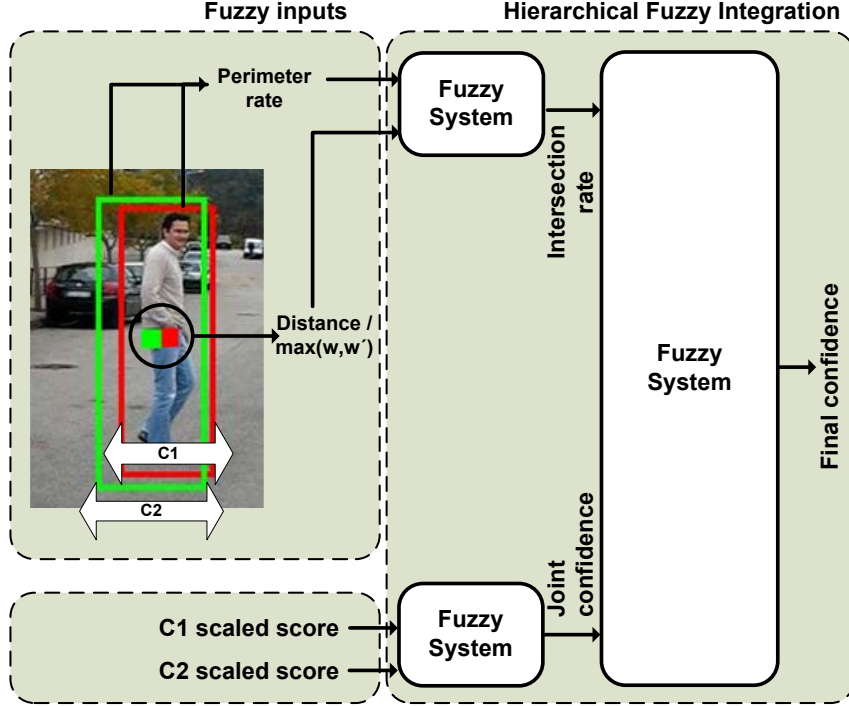 Fuzzy inputs
Hierarchical Fuzzy Integration
Perimeter
rate
Fuzzy
System
Intersection
rate
Distance /
max(w,w´)
Fuzzy
System
Final confidence
C1
C2
Joint
confidence
C1 scaled score
C2 scaled score
Fuzzy
System